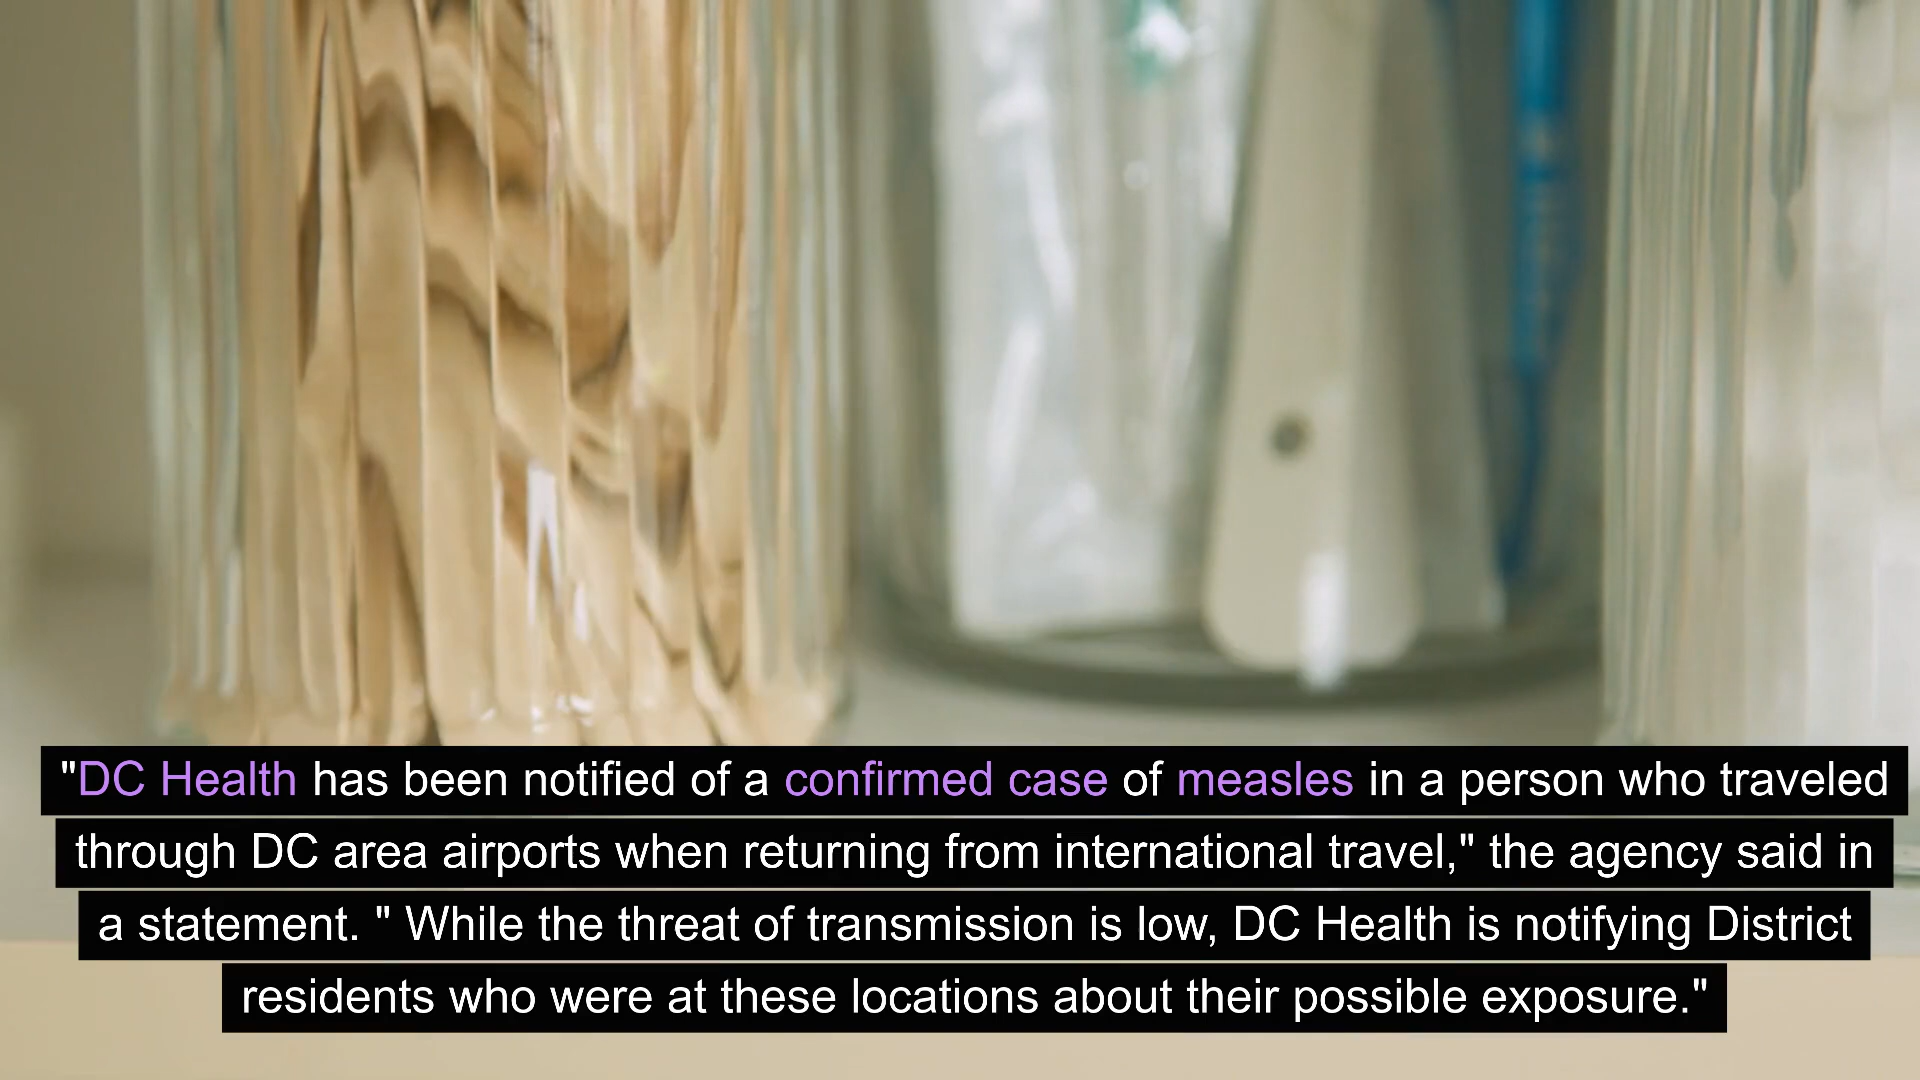 "DC Health has been notified of a confirmed case of measles in a person who traveled
through DC area airports when returning from international travel," the agency said in
a statement. " While the threat of transmission is low, DC Health is notifying District
residents who were at these locations about their possible exposure."